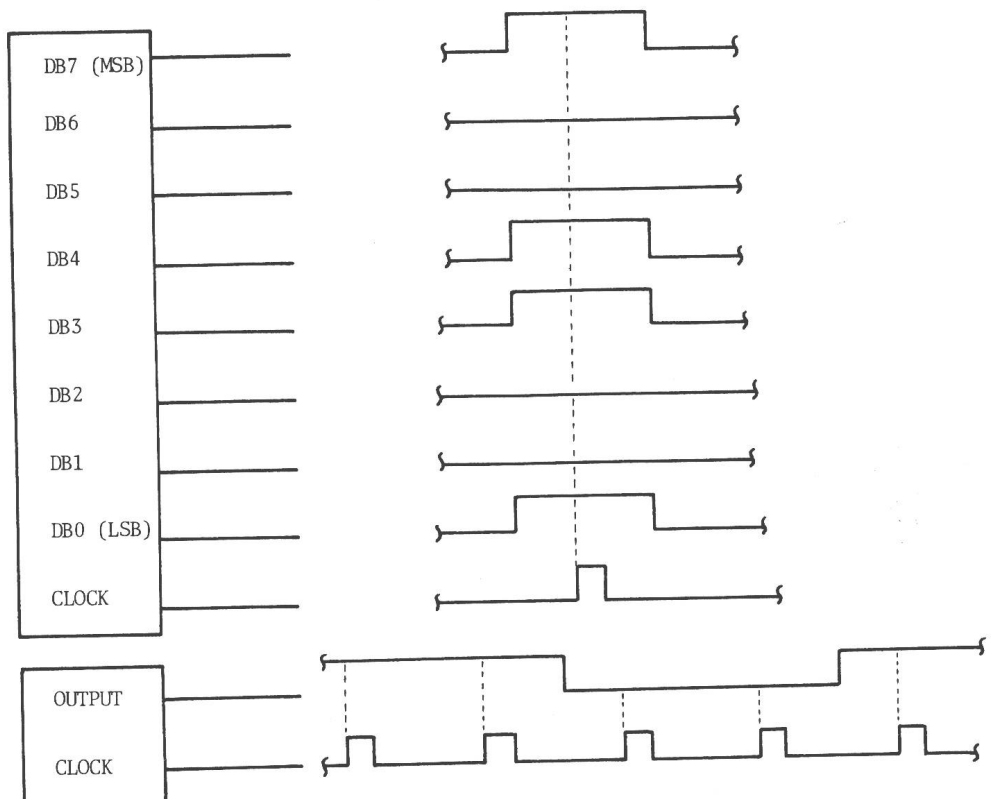 DB7 (MSB)
DB6
DB5
DB4
DB3
DB2
DB1
DB0 (LSB)
CLOCK
OUTPUT
CLOCK